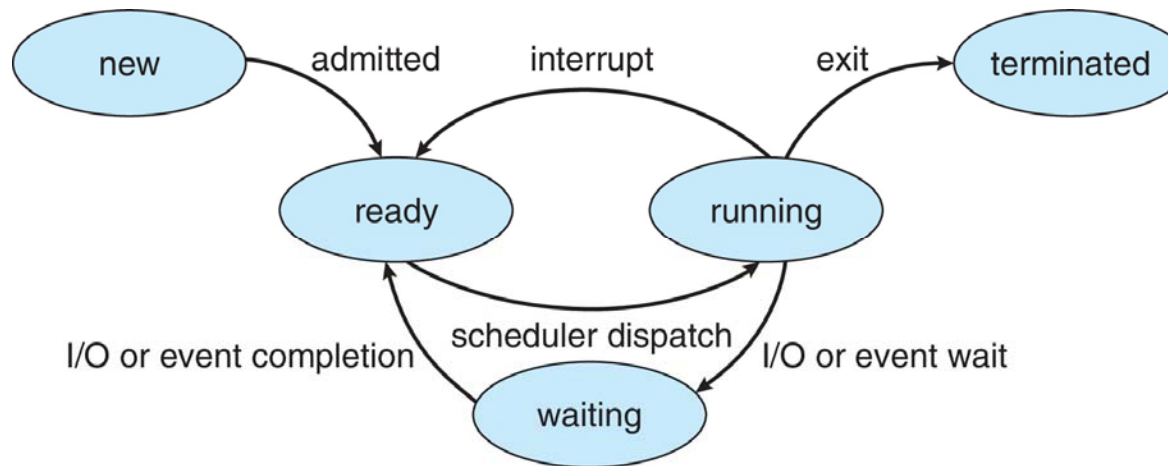 new
admitted
interrupt
exit
terminated
ready
running
scheduler dispatch
I/O or event completion
I/O or event wait
waiting